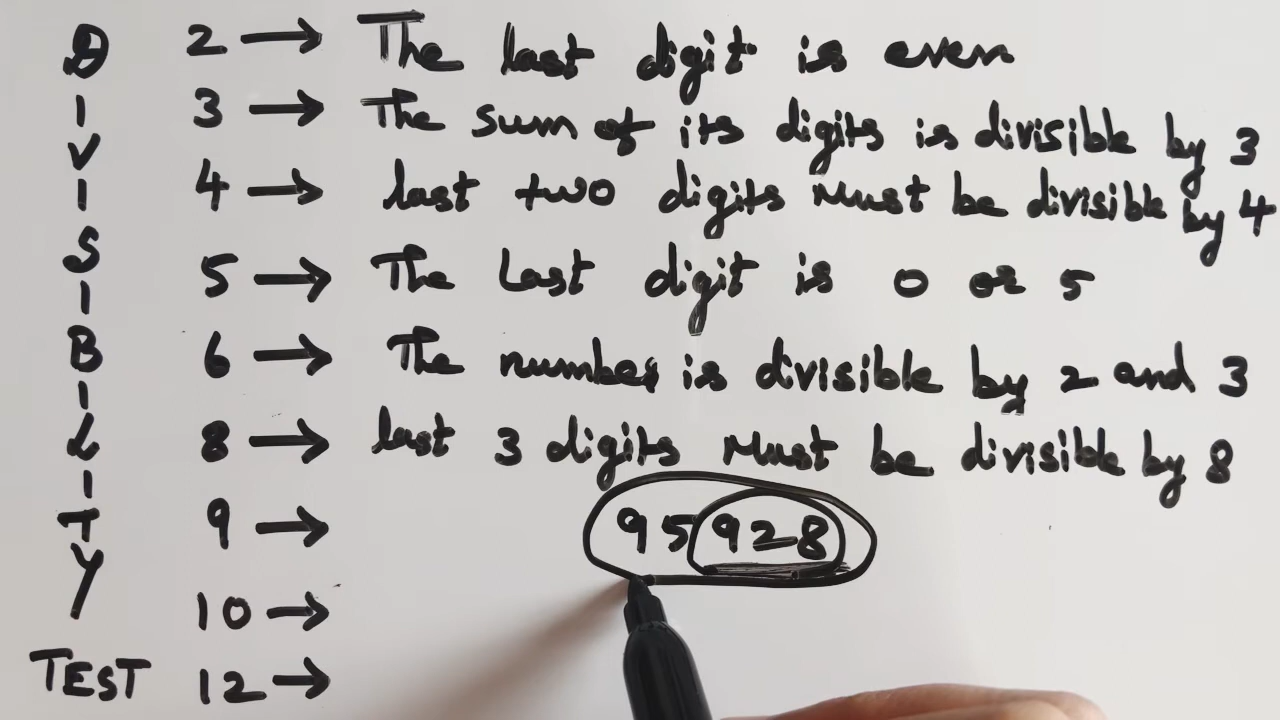 DIVISIBILITY
TEST
2 → The last digit is even
3 → The sum of its digits is divisible by 3
4 → last two digits Must be divisible by 4
5 → The Last digit is 0 or 5
6 → The number is divisible by 2 and 3
8 → last 3 digits Must be divisible by 8
9 → 95928
10 →
12 →